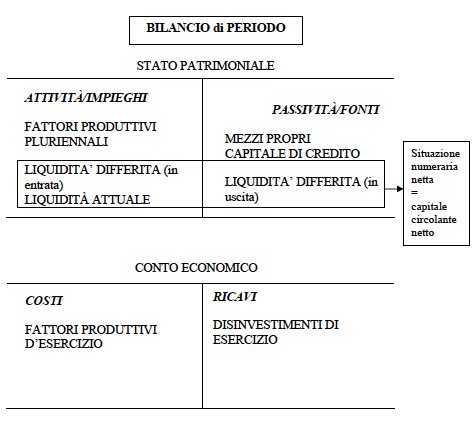 BILANCIO di PERIODO
STATO PATRIMONIALE
ATTIVITÀ/IMPIEGHI
FATTORI PRODUTTIVI
PLURIENNALI
LIQUIDITA’ DIFFERITA (in
entrata)
LIQUIDITÀ ATTUALE
PASSIVITÀ/FONTI
MEZZI PROPRI
CAPITALE DI CREDITO
LIQUIDITA’ DIFFERITA (in
uscita)
Situazione
numeraria
netta
=
capitale
circolante
netto
CONTO ECONOMICO
COSTI
FATTORI PRODUTTIVI
D’ESERCIZIO
RICAVI
DISINVESTIMENTI DI
ESERCIZIO